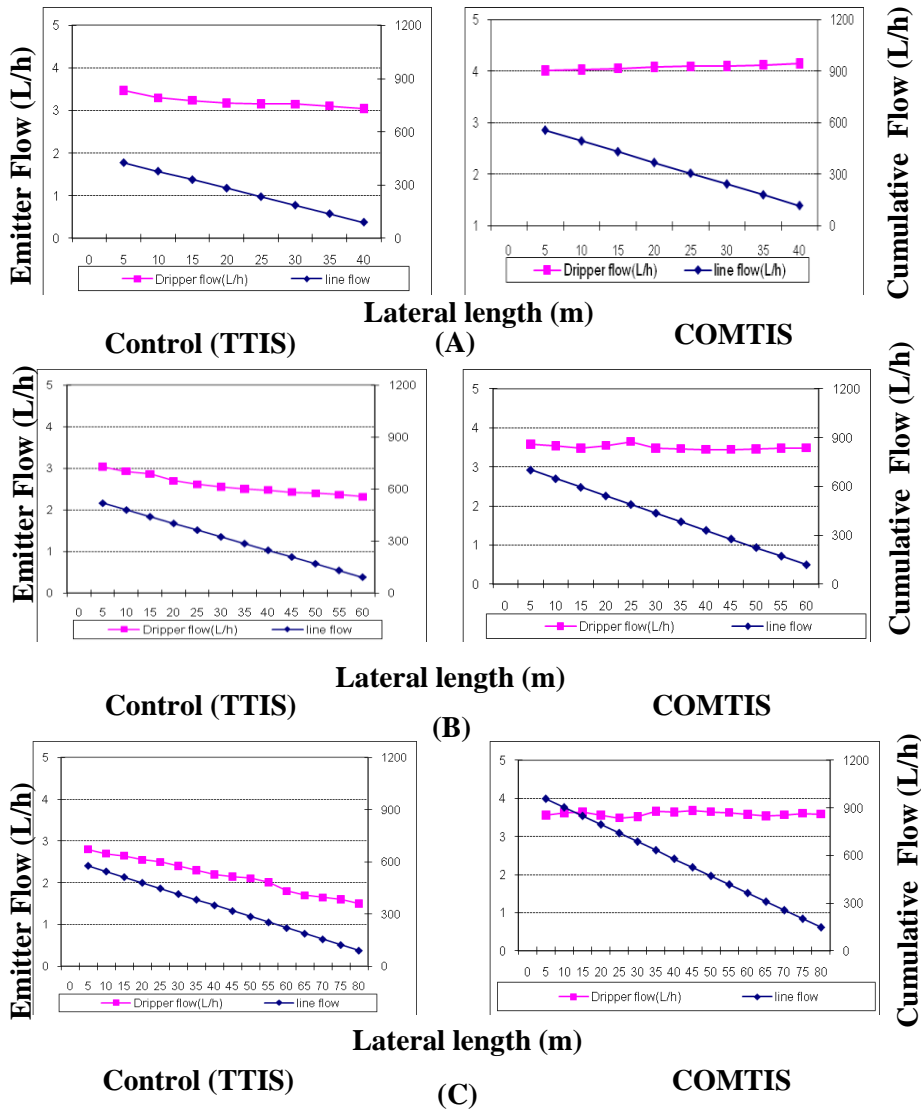 Emitter Flow (L/h)
5
4
3
2
1
0
1200
900
600
300
0
0 5 10 15 20 25 30 35 40
Dripper flow(L/h) line flow
5
4
3
2
1
1200
900
600
300
0
0 5 10 15 20 25 30 35 40
Dripper flow(L/h) line flow(L/h)
Cumulative Flow (L/h)
Lateral length (m)
Control (TTIS) (A) COMTIS
Emitter Flow (L/h)
5
4
3
2
1
0
1200
900
600
300
0
0 5 10 15 20 25 30 35 40 45 50 55 60
Dripper flow(L/h) line flow
5
4
3
2
1
0
1200
900
600
300
0
0 5 10 15 20 25 30 35 40 45 50 55 60
Dripper flow(L/h) line flow
Cumulative Flow (L/h)
Lateral length (m)
Control (TTIS) COMTIS
(B)
Emitter Flow (L/h)
5
4
3
2
1
0
1200
900
600
300
0
0 5 10 15 20 25 30 35 40 45 50 55 60 65 70 75 80
Dripper flow(L/h) line flow
5
4
3
2
1
0
1200
900
600
300
0
0 5 10 15 20 25 30 35 40 45 50 55 60 65 70 75 80
Dripper flow(L/h) line flow
Cumulative Flow (L/h)
Lateral length (m)
Control (TTIS) COMTIS
(C)